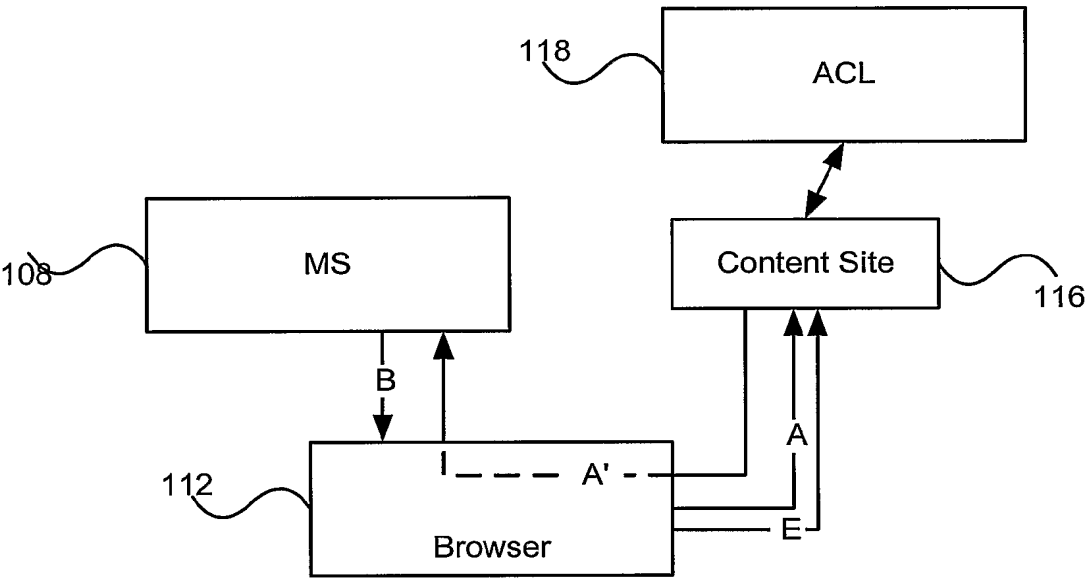 118
ACL
MS
108
Content Site
116
B
A
112
A'
E
Browser